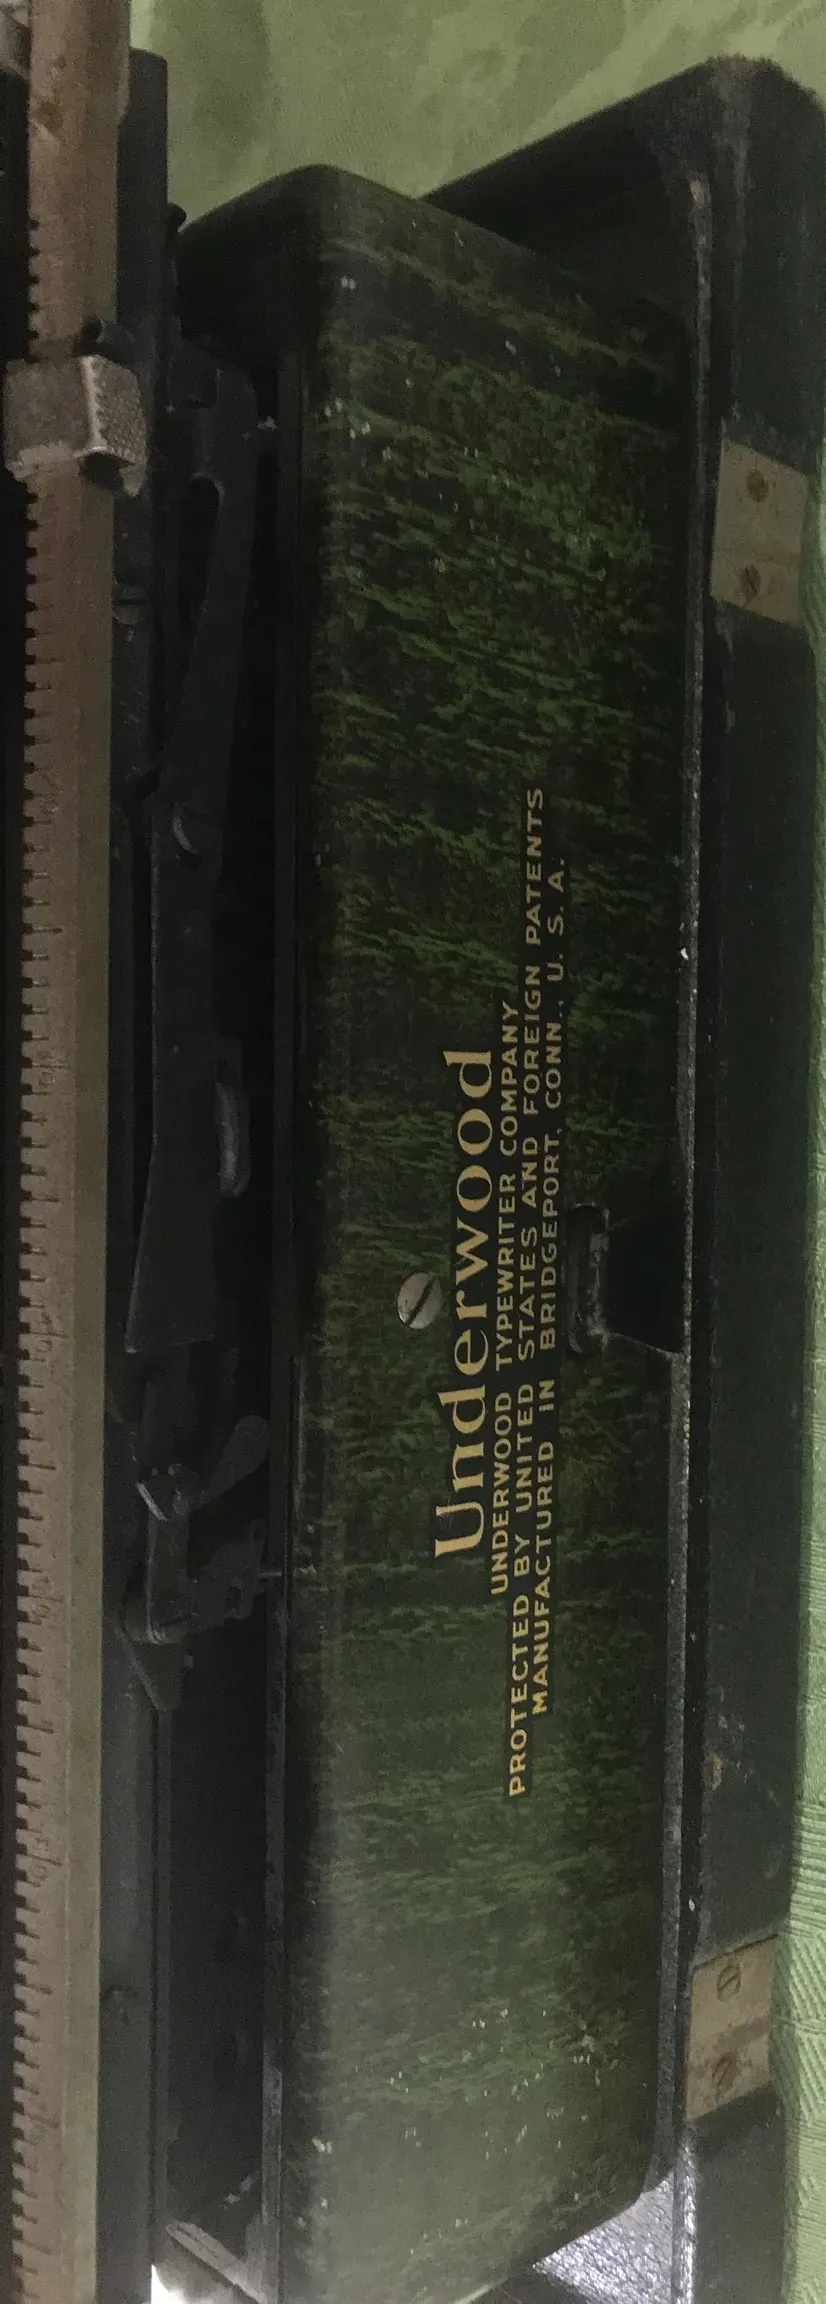 Underwood
UNDERWOOD TYPEWRITER COMPANY
PROTECTED BY UNITED STATES AND FOREIGN PATENTS
MANUFACTURED IN BRIDGEPORT, CONN., U. S. A.